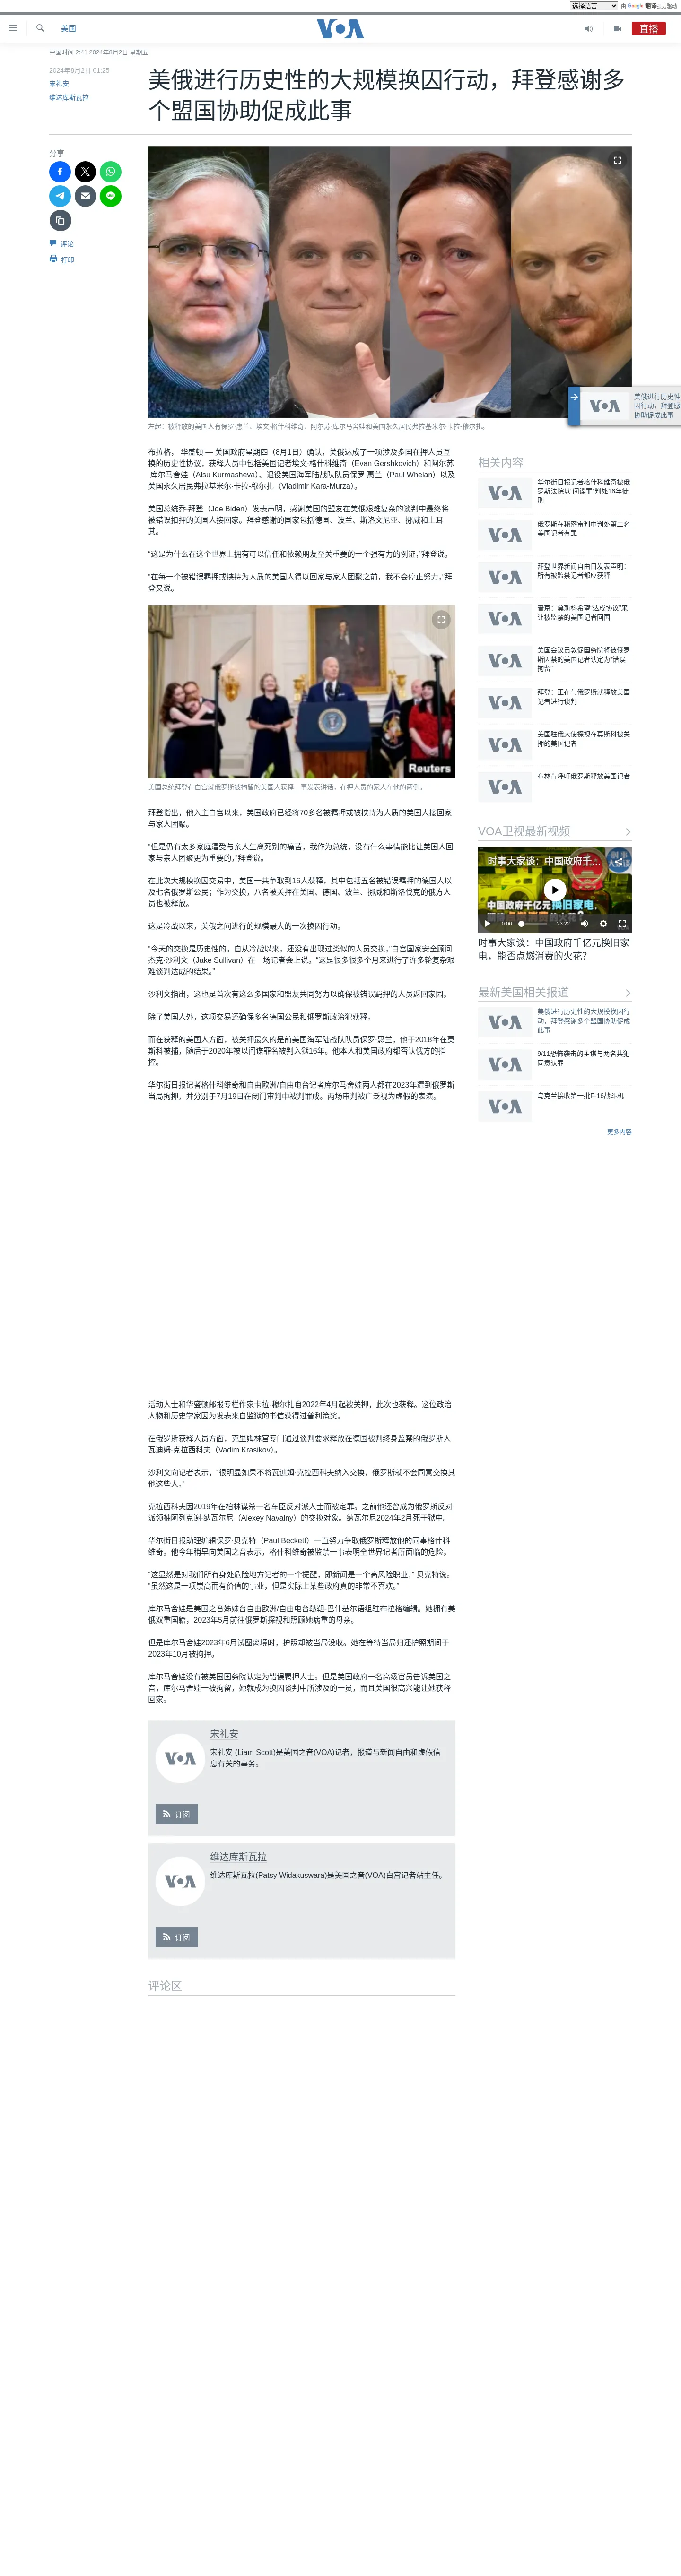 选择语言 由 Google 翻译强力驱动
美国
VOA
直播
中国时间 2:41 2024年8月2日 星期五
2024年8月2日 01:25
宋礼安
维达库斯瓦拉
美俄进行历史性的大规模换囚行动，拜登感谢多
个盟国协助促成此事
分享
评论
打印
左起：被释放的美国人有保罗·惠兰、埃文·格什科维奇、阿尔苏·库尔马舍娃和美国永久居民弗拉基米尔·卡拉-穆尔扎。
VOA
美俄进行历史性
囚行动，拜登感
协助促成此事
布拉格， 华盛顿 — 美国政府星期四（8月1日）确认，美俄达成了一项涉及多国在押人员互
换的历史性协议，获释人员中包括美国记者埃文·格什维奇（Evan Gershkovich）和阿尔苏
·库尔马舍娃（Alsu Kurmasheva）、退役美国海军陆战队队员保罗·惠兰（Paul Whelan）以及
美国永久居民弗拉基米尔·卡拉-穆尔扎（Vladimir Kara-Murza）。
美国总统乔·拜登（Joe Biden）发表声明，感谢美国的盟友在美俄艰难复杂的谈判中最终将
被错误扣押的美国人接回家。拜登感谢的国家包括德国、波兰、斯洛文尼亚、挪威和土耳
其。
“这是为什么在这个世界上拥有可以信任和依赖朋友至关重要的一个强有力的例证，”拜登说。
“在每一个被错误羁押或挟持为人质的美国人得以回家与家人团聚之前，我不会停止努力，”拜
登又说。
Reuters
美国总统拜登在白宫就俄罗斯被拘留的美国人获释一事发表讲话，在押人员的家人在他的两侧。
拜登指出，他入主白宫以来，美国政府已经将70多名被羁押或被挟持为人质的美国人接回家
与家人团聚。
“但是仍有太多家庭遭受与亲人生离死别的痛苦，我作为总统，没有什么事情能比让美国人回
家与亲人团聚更为重要的，”拜登说。
在此次大规模换囚交易中，美国一共争取到16人获释，其中包括五名被错误羁押的德国人以
及七名俄罗斯公民；作为交换，八名被关押在美国、德国、波兰、挪威和斯洛伐克的俄方人
员也被释放。
这是冷战以来，美俄之间进行的规模最大的一次换囚行动。
“今天的交换是历史性的。自从冷战以来，还没有出现过类似的人员交换，”白宫国家安全顾问
杰克·沙利文（Jake Sullivan）在一场记者会上说。“这是很多很多个月来进行了许多轮复杂艰
难谈判达成的结果。”
沙利文指出，这也是首次有这么多国家和盟友共同努力以确保被错误羁押的人员返回家园。
除了美国人外，这项交易还确保多名德国公民和俄罗斯政治犯获释。
而在获释的美国人方面，被关押最久的是前美国海军陆战队队员保罗·惠兰，他于2018年在莫
斯科被捕，随后于2020年被以间谍罪名被判入狱16年。他本人和美国政府都否认俄方的指
控。
华尔街日报记者格什科维奇和自由欧洲/自由电台记者库尔马舍娃两人都在2023年遭到俄罗斯
当局拘押，并分别于7月19日在闭门审判中被判罪成。两场审判被广泛视为虚假的表演。
活动人士和华盛顿邮报专栏作家卡拉-穆尔扎自2022年4月起被关押，此次也获释。这位政治
人物和历史学家因为发表来自监狱的书信获得过普利策奖。
在俄罗斯获释人员方面，克里姆林宫专门通过谈判要求释放在德国被判终身监禁的俄罗斯人
瓦迪姆·克拉西科夫（Vadim Krasikov）。
沙利文向记者表示，“很明显如果不将瓦迪姆·克拉西科夫纳入交换，俄罗斯就不会同意交换其
他这些人。”
克拉西科夫因2019年在柏林谋杀一名车臣反对派人士而被定罪。之前他还曾成为俄罗斯反对
派领袖阿列克谢·纳瓦尔尼（Alexey Navalny）的交换对象。纳瓦尔尼2024年2月死于狱中。
华尔街日报助理编辑保罗·贝克特（Paul Beckett）一直努力争取俄罗斯释放他的同事格什科
维奇。他今年稍早向美国之音表示，格什科维奇被监禁一事表明全世界记者所面临的危险。
“这显然是对我们所有身处危险地方记者的一个提醒，即新闻是一个高风险职业，” 贝克特说。
“虽然这是一项崇高而有价值的事业，但是实际上某些政府真的非常不喜欢。”
库尔马舍娃是美国之音姊妹台自由欧洲/自由电台鞑靼-巴什基尔语组驻布拉格编辑。她拥有美
俄双重国籍，2023年5月前往俄罗斯探视和照顾她病重的母亲。
但是库尔马舍娃2023年6月试图离境时，护照却被当局没收。她在等待当局归还护照期间于
2023年10月被拘押。
库尔马舍娃没有被美国国务院认定为错误羁押人士。但是美国政府一名高级官员告诉美国之
音，库尔马舍娃一被拘留，她就成为换囚谈判中所涉及的一员，而且美国很高兴能让她获释
回家。
宋礼安
VOA
宋礼安 (Liam Scott)是美国之音(VOA)记者，报道与新闻自由和虚假信
息有关的事务。
订阅
维达库斯瓦拉
VOA
维达库斯瓦拉(Patsy Widakuswara)是美国之音(VOA)白宫记者站主任。
订阅
评论区
相关内容
VOA
华尔街日报记者格什科维奇被俄
罗斯法院以“间谍罪”判处16年徒
刑
VOA
俄罗斯在秘密审判中判处第二名
美国记者有罪
VOA
拜登世界新闻自由日发表声明：
所有被监禁记者都应获释
VOA
普京：莫斯科希望“达成协议”来
让被监禁的美国记者回国
VOA
美国会议员敦促国务院将被俄罗
斯囚禁的美国记者认定为“错误
拘留”
VOA
拜登：正在与俄罗斯就释放美国
记者进行谈判
VOA
美国驻俄大使探视在莫斯科被关
押的美国记者
VOA
布林肯呼吁俄罗斯释放美国记者
VOA卫视最新视频
时事大家谈：中国政府千…
中国政府千亿元换旧家电，
0:00 23:22
时事大家谈：中国政府千亿元换旧家
电，能否点燃消费的火花？
最新美国相关报道
VOA
美俄进行历史性的大规模换囚行
动，拜登感谢多个盟国协助促成
此事
VOA
9/11恐怖袭击的主谋与两名共犯
同意认罪
VOA
乌克兰接收第一批F-16战斗机
更多内容